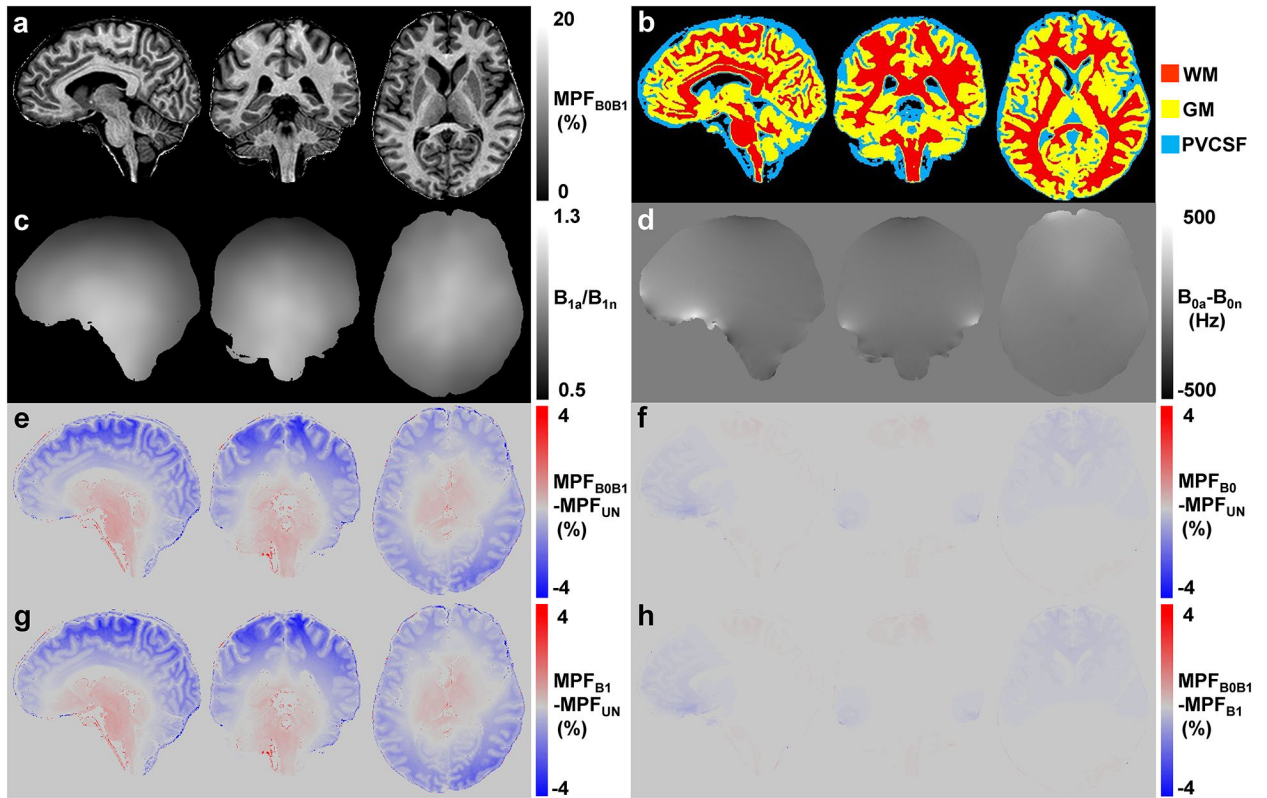 a
20
MPFB0B1
(%)
0
b
WM
GM
PVCSF
c
1.3
B1a/B1n
0.5
d
500
B0a-B0n
(Hz)
-500
e
4
MPFB0B1
-MPFUN
(%)
-4
f
4
MPFB0
-MPFUN
(%)
-4
g
4
MPFB1
-MPFUN
(%)
-4
h
4
MPFB0B1
-MPFB1
(%)
-4